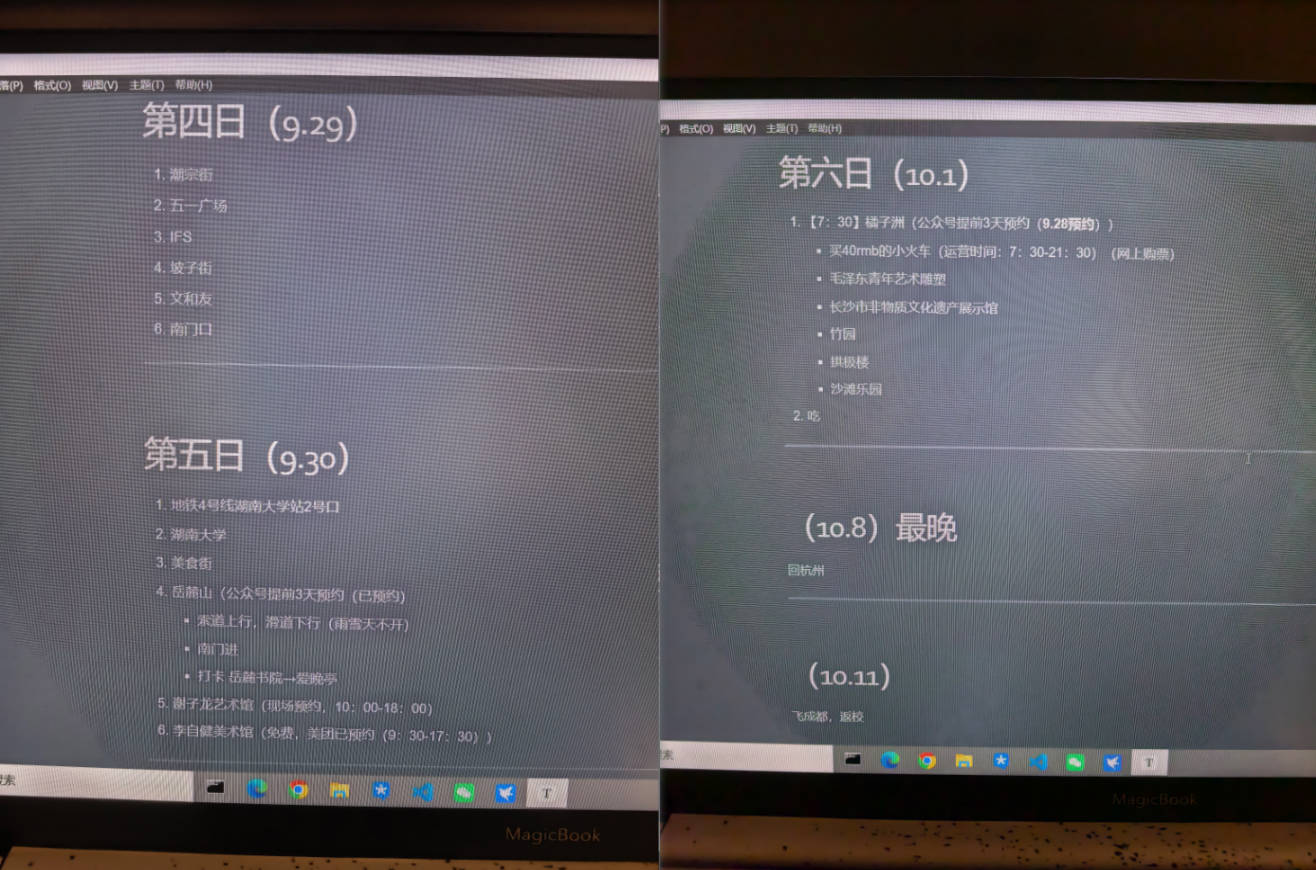 落(P) 格式(O) 视图(V) 主题(T) 帮助(H)
第四日（9.29）
1. 潮宗街
2. 五一广场
3. IFS
4. 坡子街
5. 文和友
6. 南门口
第五日（9.30）
1. 地铁4号线湖南大学站2号口
2. 湖南大学
3. 美食街
4. 岳麓山（公众号提前3天预约（已预约）
▪ 索道上行，滑道下行（雨雪天不开）
▪ 南门进
▪ 打卡 岳麓书院→爱晚亭
5. 谢子龙艺术馆（现场预约，10：00-18：00）
6. 李自健美术馆（免费，美团已预约（9：30-17：30））
搜索
T
MagicBook
P) 格式(O) 视图(V) 主题(T) 帮助(H)
第六日（10.1）
1. 【7：30】橘子洲（公众号提前3天预约（9.28预约））
▪ 买40rmb的小火车（运营时间：7：30-21：30）（网上购票）
▪ 毛泽东青年艺术雕塑
▪ 长沙市非物质文化遗产展示馆
▪ 竹园
▪ 拱极楼
▪ 沙滩乐园
2. 吃
（10.8）最晚
回杭州
（10.11）
飞成都，返校
索
T
MagicBook